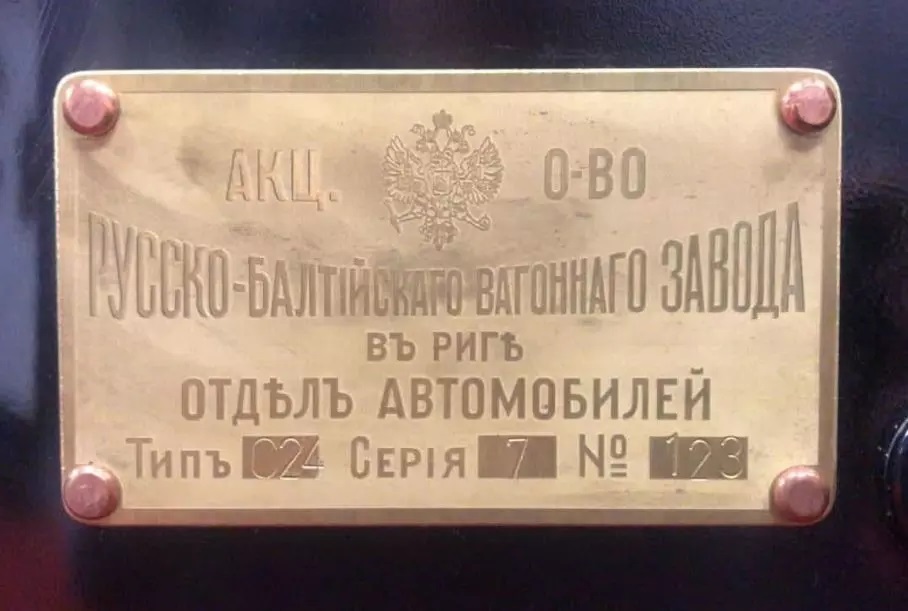 АКЦ. О-ВО
РУССКО-БАЛТІЙСКАГО ВАГОННАГО ЗАВОДА
ВЪ РИГѢ
ОТДѢЛЪ АВТОМОБИЛЕЙ
ТИПЪ С24 СЕРІЯ 7 № 123